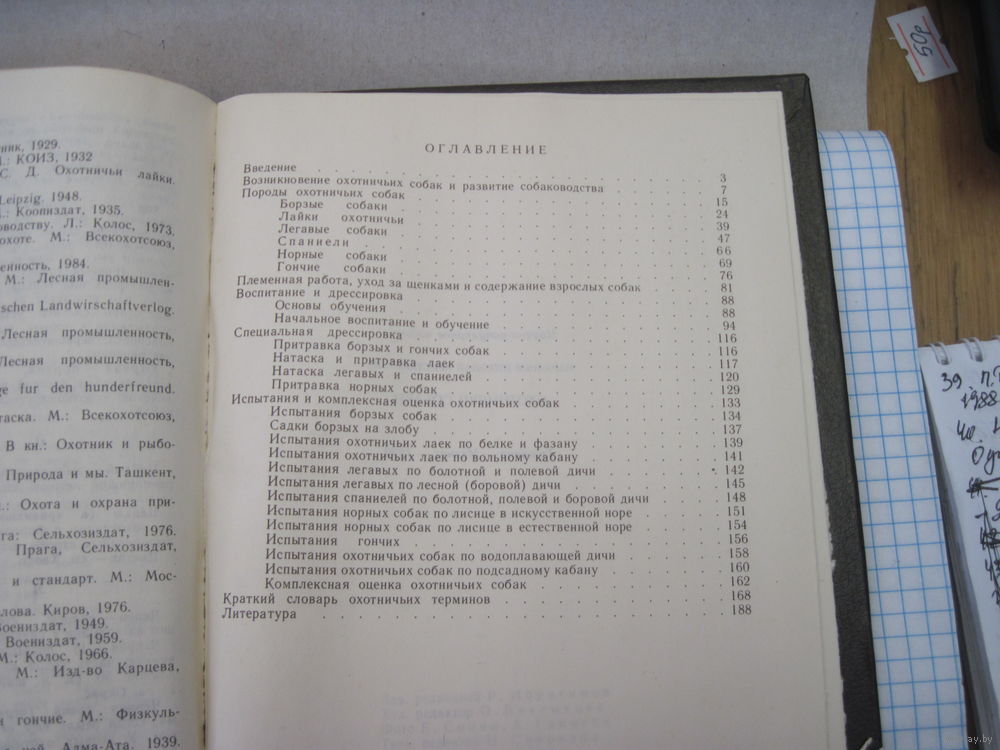 ник, 1929.
М.: КОИЗ, 1932
С. Д. Охотничьи лайки.
Leipzig. 1948.
Коопиздат, 1935.
Л.: Колос, 1973.
охоте. М.: Всекохотсоюз,
1984.
М.: Лесная промышлен-
schen Landwirschaftverlog.
Лесная промышленность,
Лесная промышленность,
ge fur den hunderfreund.
таска. М.: Всекохотсоюз,
В кн.: Охотник и рыбо-
Природа и мы. Ташкент,
Охота и охрана при-
Сельхозиздат, 1976.
Прага, Сельхозиздат,
и стандарт. М.: Мос-
лова. Киров, 1976.
Воениздат, 1949.
Воениздат, 1959.
М.: Колос, 1966.
М.: Изд-во Карцева,
и гончие. М.: Физкуль-
Алма-Ата. 1939.
ОГЛАВЛЕНИЕ
Введение 3
Возникновение охотничьих собак и развитие собаководства 7
Породы охотничьих собак 15
Борзые собаки 24
Лайки охотничьи 39
Легавые собаки 47
Спаниели 66
Норные собаки 69
Гончие собаки 76
Племенная работа, уход за щенками и содержание взрослых собак 81
Воспитание и дрессировка 88
Основы обучения 88
Начальное воспитание и обучение 94
Специальная дрессировка 116
Притравка борзых и гончих собак 116
Натаска и притравка лаек 117
Натаска легавых и спаниелей 120
Притравка норных собак 129
Испытания и комплексная оценка охотничьих собак 133
Испытания борзых собак 134
Садки борзых на злобу 137
Испытания охотничьих лаек по белке и фазану 139
Испытания охотничьих лаек по вольному кабану 141
Испытания легавых по болотной и полевой дичи 142
Испытания легавых по лесной (боровой) дичи 145
Испытания спаниелей по болотной, полевой и боровой дичи 148
Испытания норных собак по лисице в искусственной норе 151
Испытания норных собак по лисице в естественной норе 154
Испытания гончих 156
Испытания охотничьих собак по водоплавающей дичи 158
Испытания охотничьих собак по подсадному кабану 160
Комплексная оценка охотничьих собак 162
Краткий словарь охотничьих терминов 168
Литература 188
50р
39.
1988